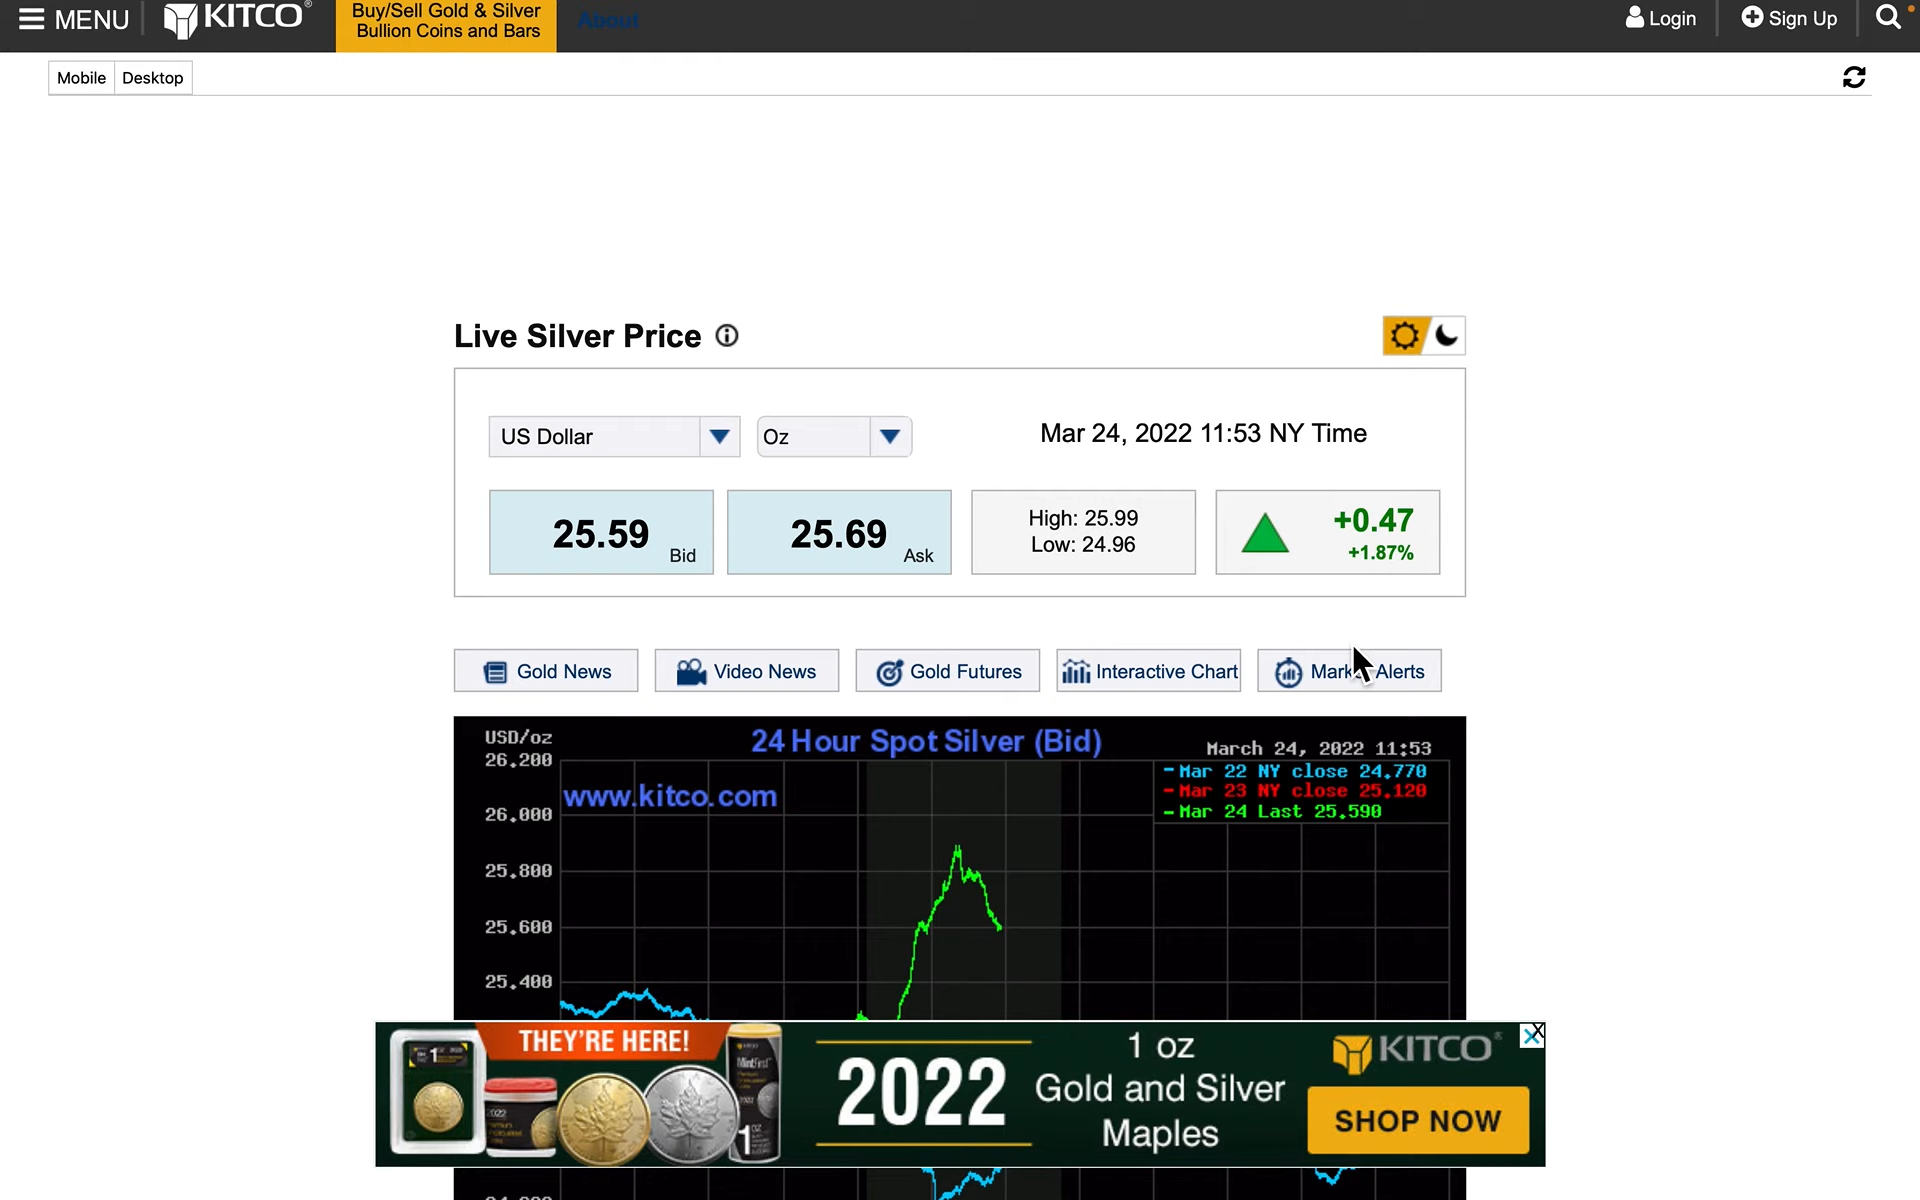 MENU
KITCO®
Buy/Sell Gold & Silver
Bullion Coins and Bars
About
Login
Sign Up
Mobile
Desktop
Live Silver Price
US Dollar
Oz
Mar 24, 2022 11:53 NY Time
25.59 Bid
25.69 Ask
High: 25.99
Low: 24.96
+0.47
+1.87%
Gold News
Video News
Gold Futures
Interactive Chart
Alerts
USD/oz
24 Hour Spot Silver (Bid)
March 24, 2022 11:53
26.200
Mar 22 NY close 24.770
Mar 23 NY close 25.120
Mar 24 Last 25.590
www.kitco.com
26.000
25.800
25.600
25.400
THEY'RE HERE!
2022
1 oz
Gold and Silver
Maples
KITCO®
SHOP NOW